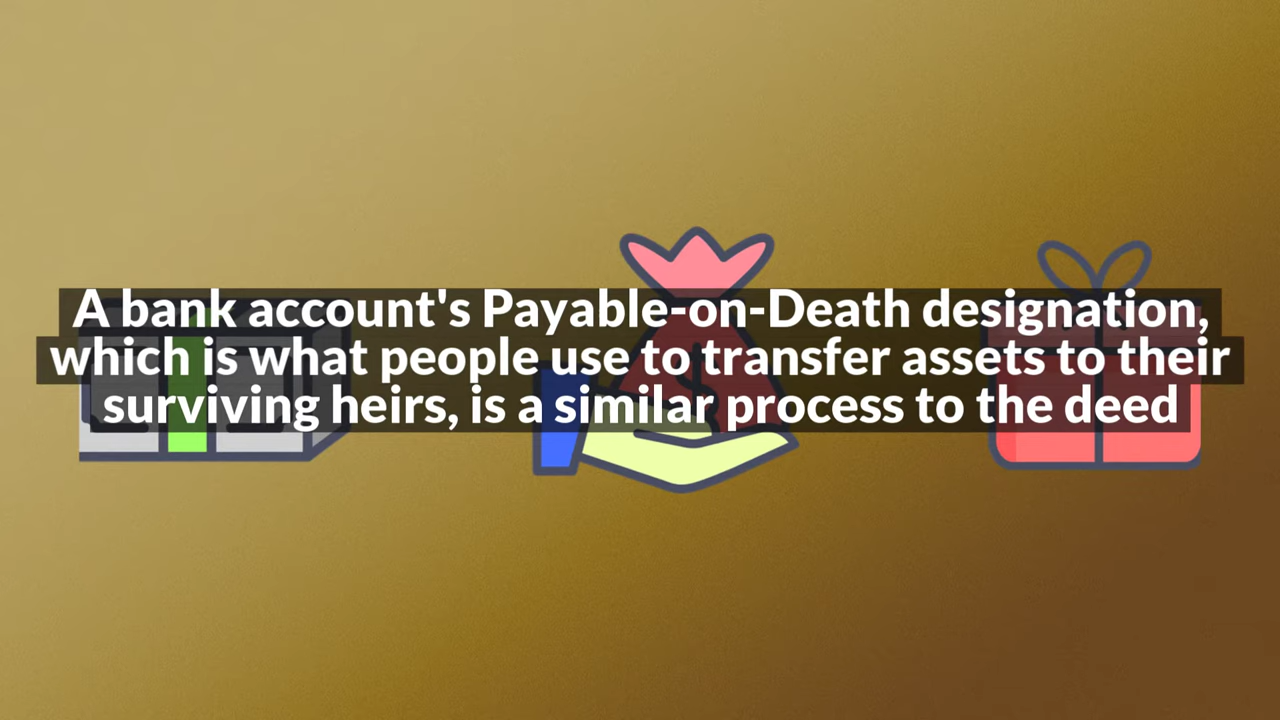 A bank account's Payable-on-Death designation,
which is what people use to transfer assets to their
surviving heirs, is a similar process to the deed